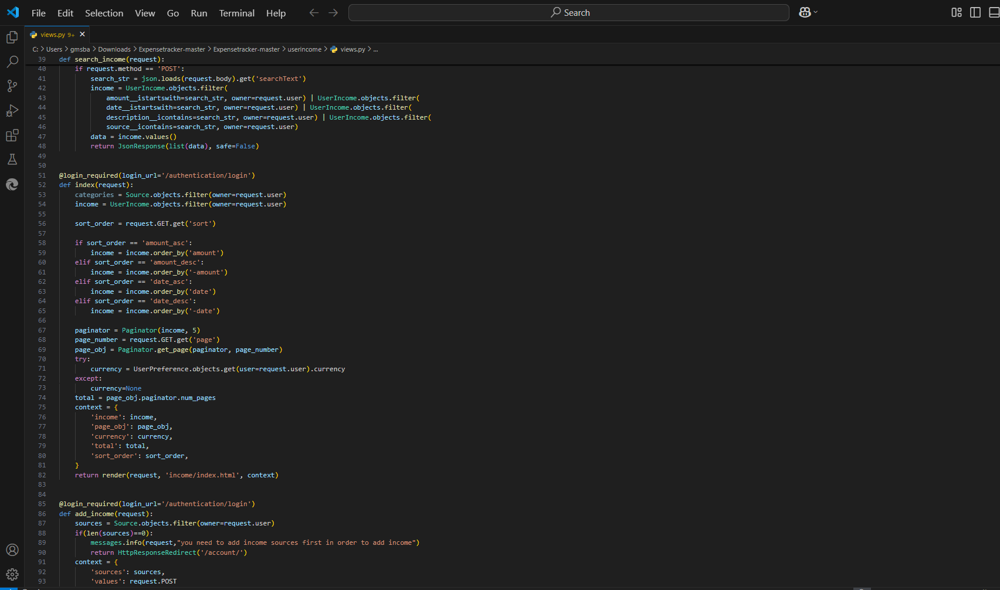 File Edit Selection View Go Run Terminal Help Search
views.py 9+
C: > Users > gmsba > Downloads > Expensetracker-master > Expensetracker-master > userincome > views.py > ...
39 def search_income(request):
40 if request.method == 'POST':
41 search_str = json.loads(request.body).get('searchText')
42 income = UserIncome.objects.filter(
43 amount__istartswith=search_str, owner=request.user) | UserIncome.objects.filter(
44 date__istartswith=search_str, owner=request.user) | UserIncome.objects.filter(
45 description__icontains=search_str, owner=request.user) | UserIncome.objects.filter(
46 source__icontains=search_str, owner=request.user)
47 data = income.values()
48 return JsonResponse(list(data), safe=False)
49
50
51 @login_required(login_url='/authentication/login')
52 def index(request):
53 categories = Source.objects.filter(owner=request.user)
54 income = UserIncome.objects.filter(owner=request.user)
55
56 sort_order = request.GET.get('sort')
57
58 if sort_order == 'amount_asc':
59 income = income.order_by('amount')
60 elif sort_order == 'amount_desc':
61 income = income.order_by('-amount')
62 elif sort_order == 'date_asc':
63 income = income.order_by('date')
64 elif sort_order == 'date_desc':
65 income = income.order_by('-date')
66
67 paginator = Paginator(income, 5)
68 page_number = request.GET.get('page')
69 page_obj = Paginator.get_page(paginator, page_number)
70 try:
71 currency = UserPreference.objects.get(user=request.user).currency
72 except:
73 currency=None
74 total = page_obj.paginator.num_pages
75 context = {
76 'income': income,
77 'page_obj': page_obj,
78 'currency': currency,
79 'total': total,
80 'sort_order': sort_order,
81 }
82 return render(request, 'income/index.html', context)
83
84
85 @login_required(login_url='/authentication/login')
86 def add_income(request):
87 sources = Source.objects.filter(owner=request.user)
88 if(len(sources)==0):
89 messages.info(request,"you need to add income sources first in order to add income")
90 return HttpResponseRedirect('/account/')
91 context = {
92 'sources': sources,
93 'values': request.POST